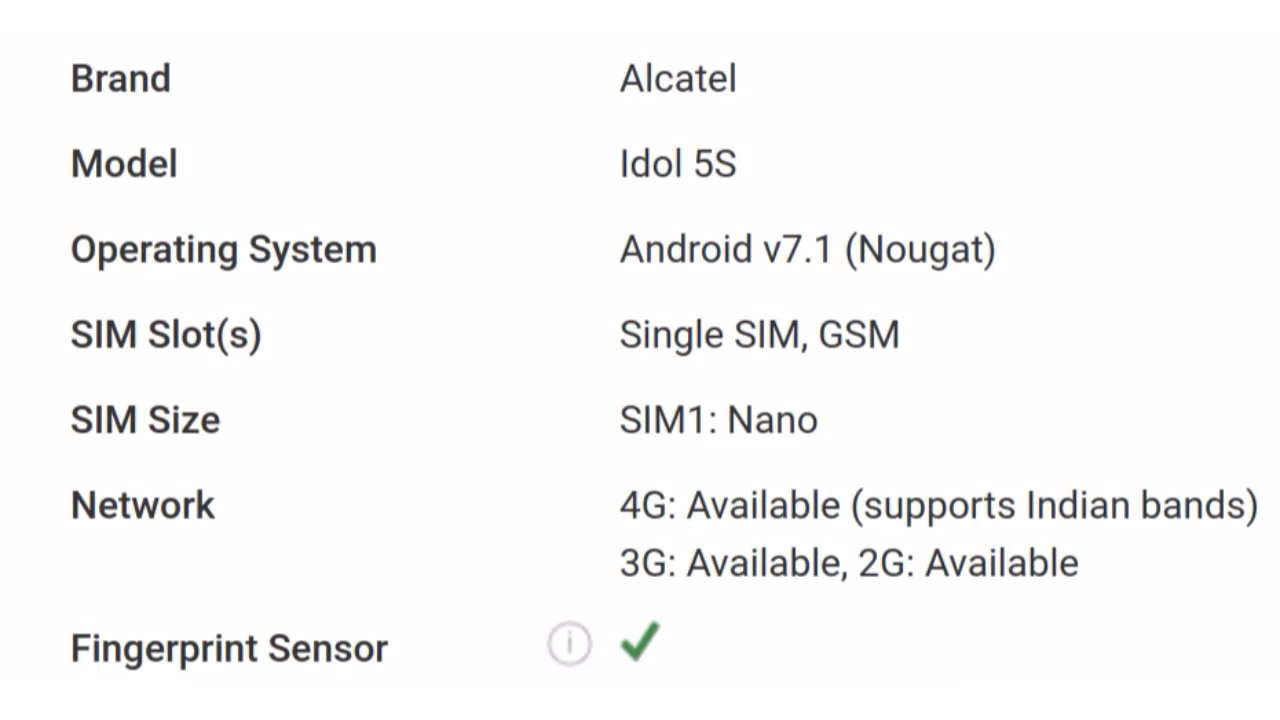 Brand Alcatel
Model Idol 5S
Operating System Android v7.1 (Nougat)
SIM Slot(s) Single SIM, GSM
SIM Size SIM1: Nano
Network 4G: Available (supports Indian bands)
3G: Available, 2G: Available
Fingerprint Sensor